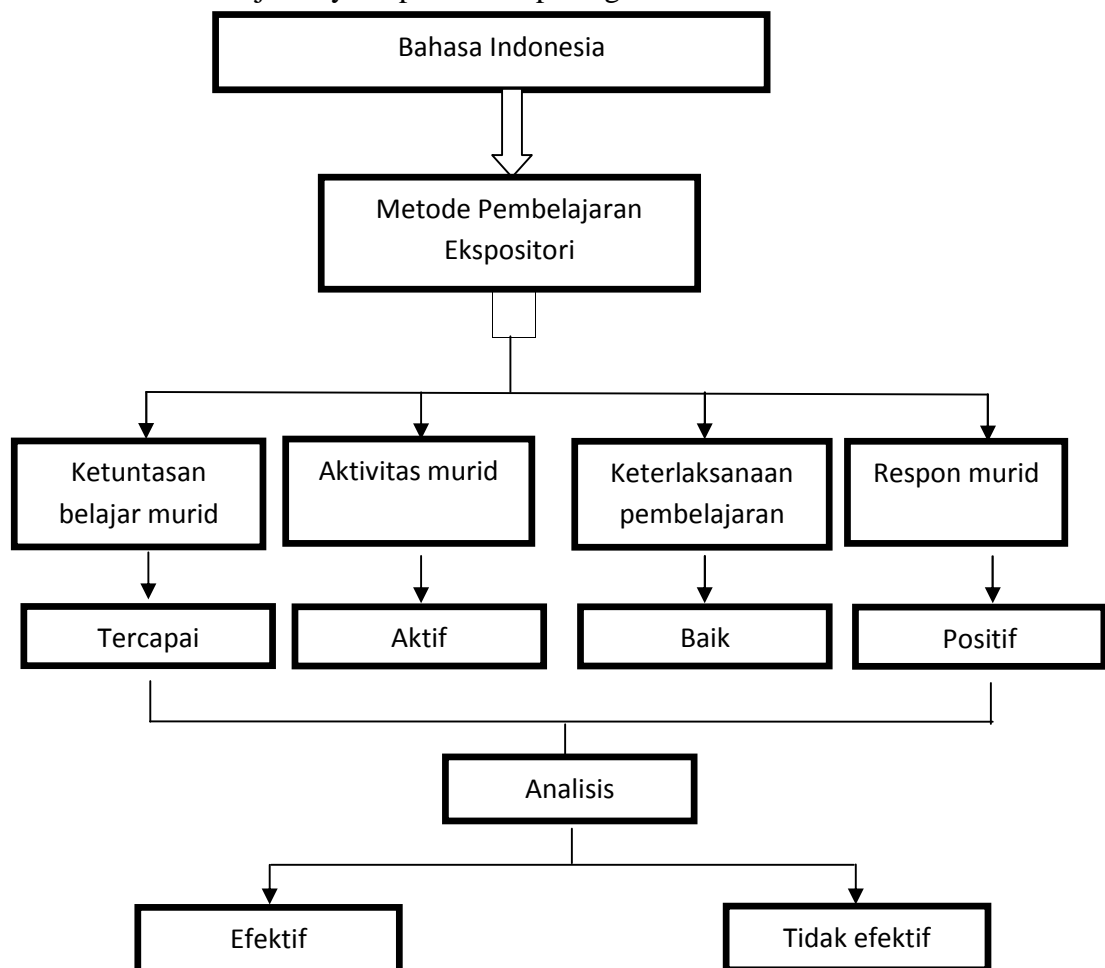 Bahasa Indonesia
Metode Pembelajaran
Ekspositori
Ketuntasan
belajar murid
Aktivitas murid
Keterlaksanaan
pembelajaran
Respon murid
Tercapai
Aktif
Baik
Positif
Analisis
Efektif
Tidak efektif